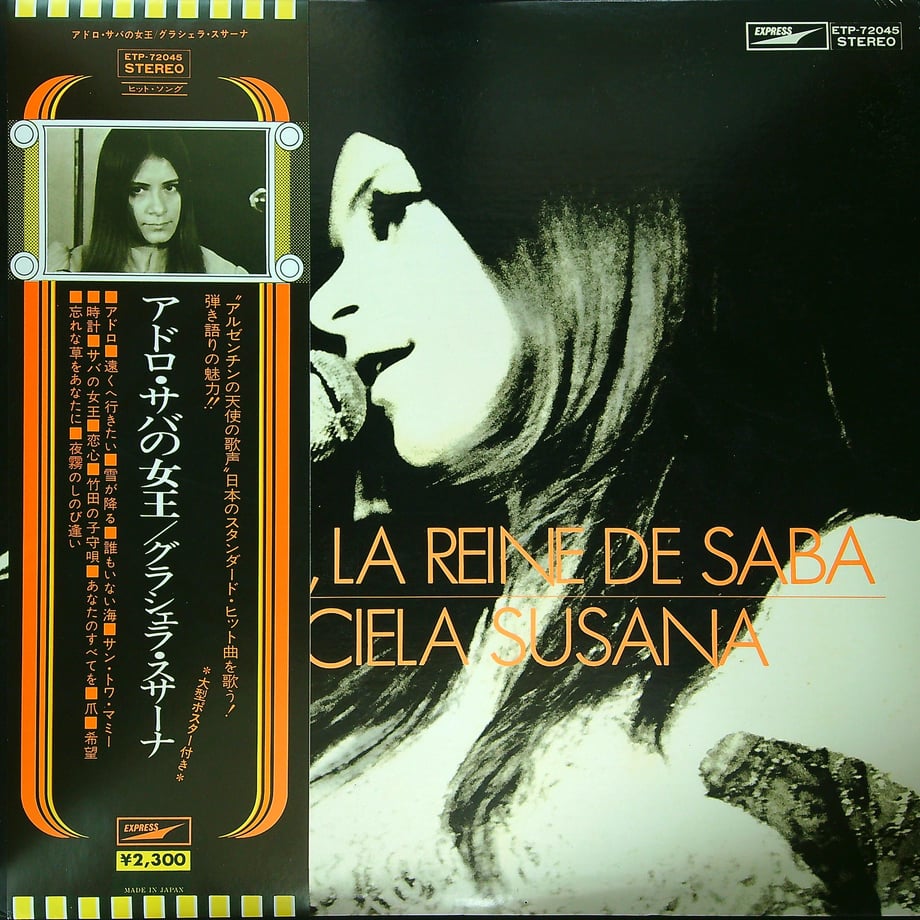 アドロ・サバの女王/グラシェラ・スサーナ
ETP-72045
STEREO
ヒット・ソング
"アルゼンチンの天使の歌声"日本のスタンダード・ヒット曲を歌う!
弾き語りの魅力!!
*大型ポスター付き*
アドロ・サバの女王/グラシェラ・スサーナ
■アドロ■遠くへ行きたい■雪が降る■誰もいない海■サン・トワ・マミー
■時計■サバの女王■恋心■竹田の子守唄■あなたのすべてを■爪■希望
■忘れな草をあなたに■夜霧のしのび逢い
EXPRESS
¥2,300
MADE IN JAPAN
EXPRESS
ETP-72045
STEREO
, LA REINE DE SABA
CIELA SUSANA